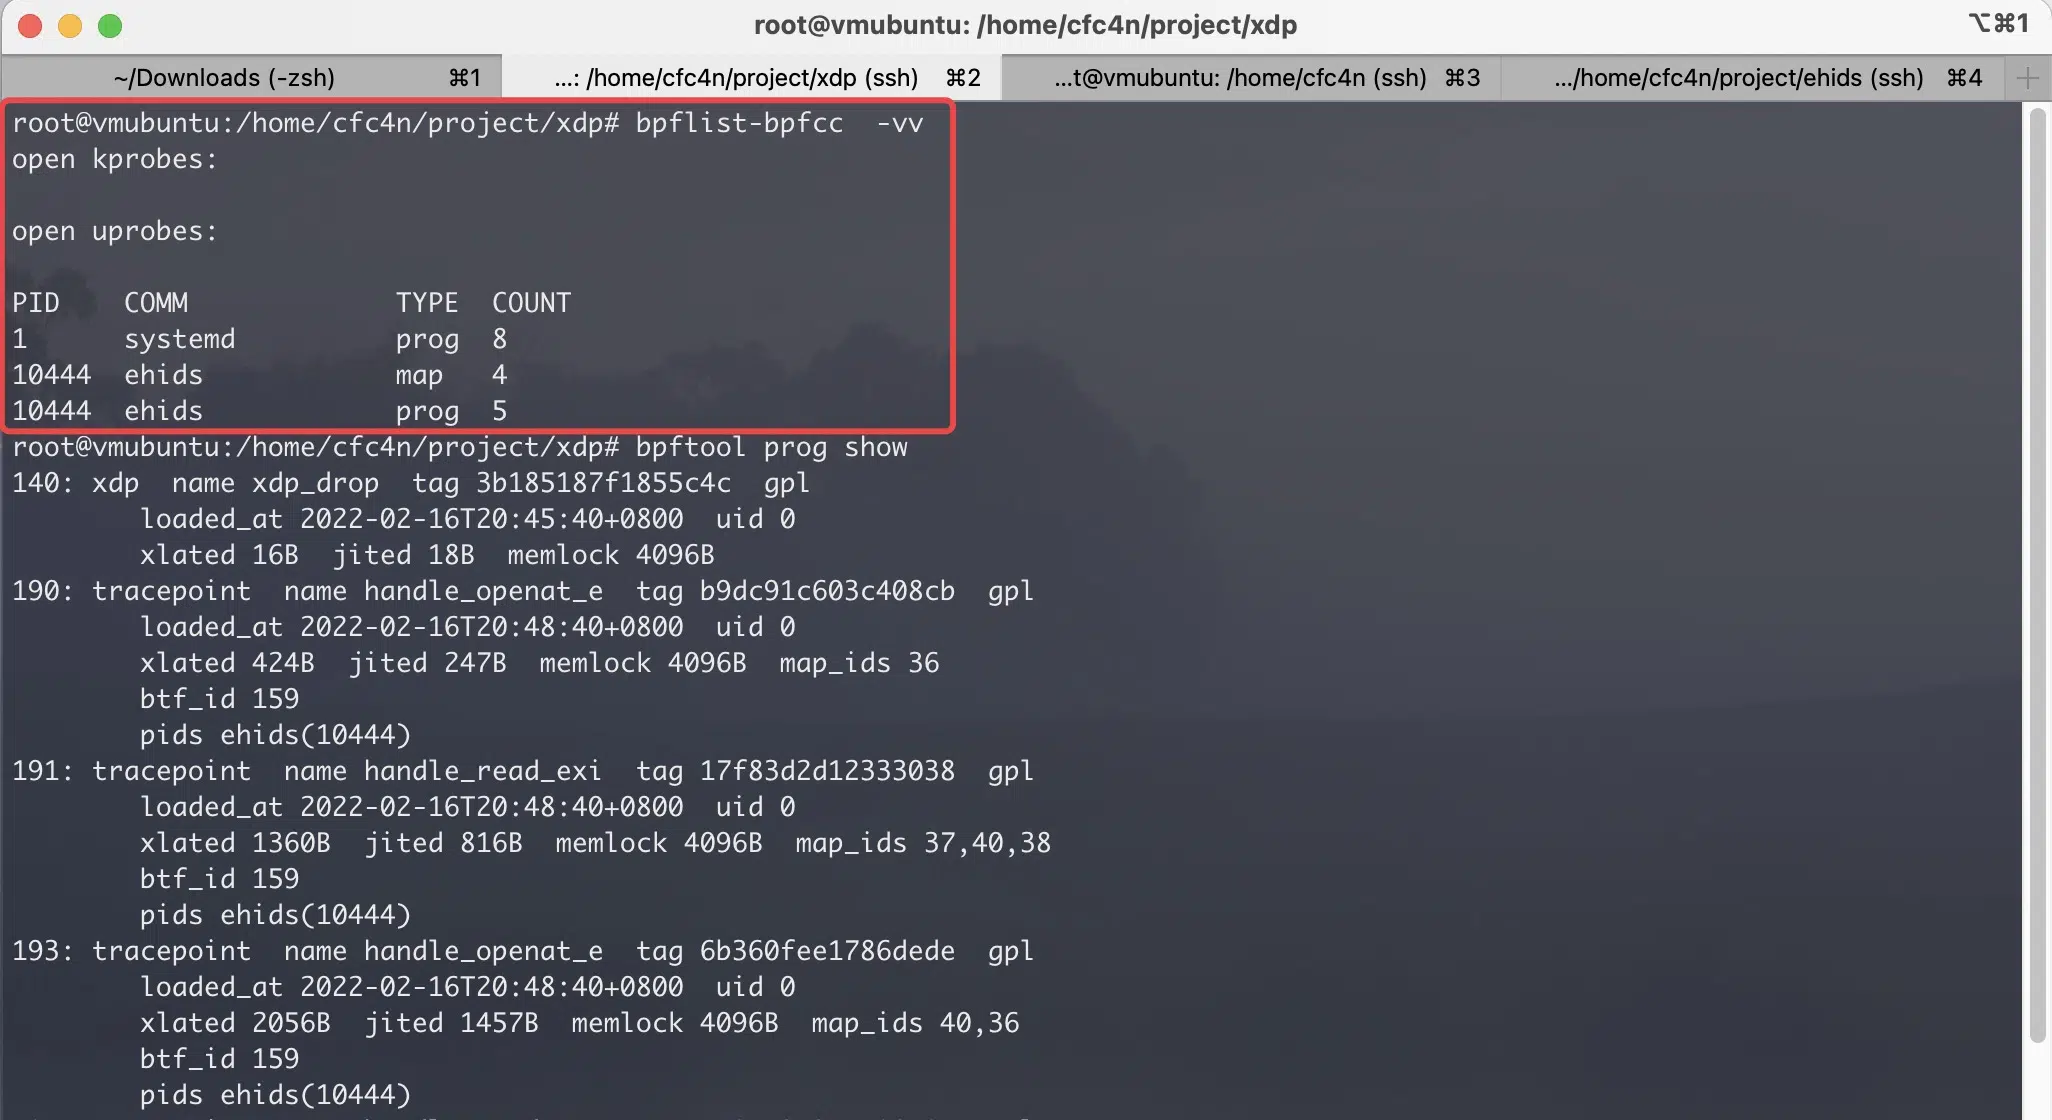 root@vmubuntu: /home/cfc4n/project/xdp
⌥⌘1
~/Downloads (-zsh) ⌘1 ...: /home/cfc4n/project/xdp (ssh) ⌘2 ...t@vmubuntu: /home/cfc4n (ssh) ⌘3 .../home/cfc4n/project/ehids (ssh) ⌘4 +
root@vmubuntu:/home/cfc4n/project/xdp# bpflist-bpfcc  -vv
open kprobes:
open uprobes:
PID    COMM             TYPE  COUNT
1      systemd          prog  8
10444  ehids            map   4
10444  ehids            prog  5
root@vmubuntu:/home/cfc4n/project/xdp# bpftool prog show
140: xdp  name xdp_drop  tag 3b185187f1855c4c  gpl
        loaded_at 2022-02-16T20:45:40+0800  uid 0
        xlated 16B  jited 18B  memlock 4096B
190: tracepoint  name handle_openat_e  tag b9dc91c603c408cb  gpl
        loaded_at 2022-02-16T20:48:40+0800  uid 0
        xlated 424B  jited 247B  memlock 4096B  map_ids 36
        btf_id 159
        pids ehids(10444)
191: tracepoint  name handle_read_exi  tag 17f83d2d12333038  gpl
        loaded_at 2022-02-16T20:48:40+0800  uid 0
        xlated 1360B  jited 816B  memlock 4096B  map_ids 37,40,38
        btf_id 159
        pids ehids(10444)
193: tracepoint  name handle_openat_e  tag 6b360fee1786dede  gpl
        loaded_at 2022-02-16T20:48:40+0800  uid 0
        xlated 2056B  jited 1457B  memlock 4096B  map_ids 40,36
        btf_id 159
        pids ehids(10444)